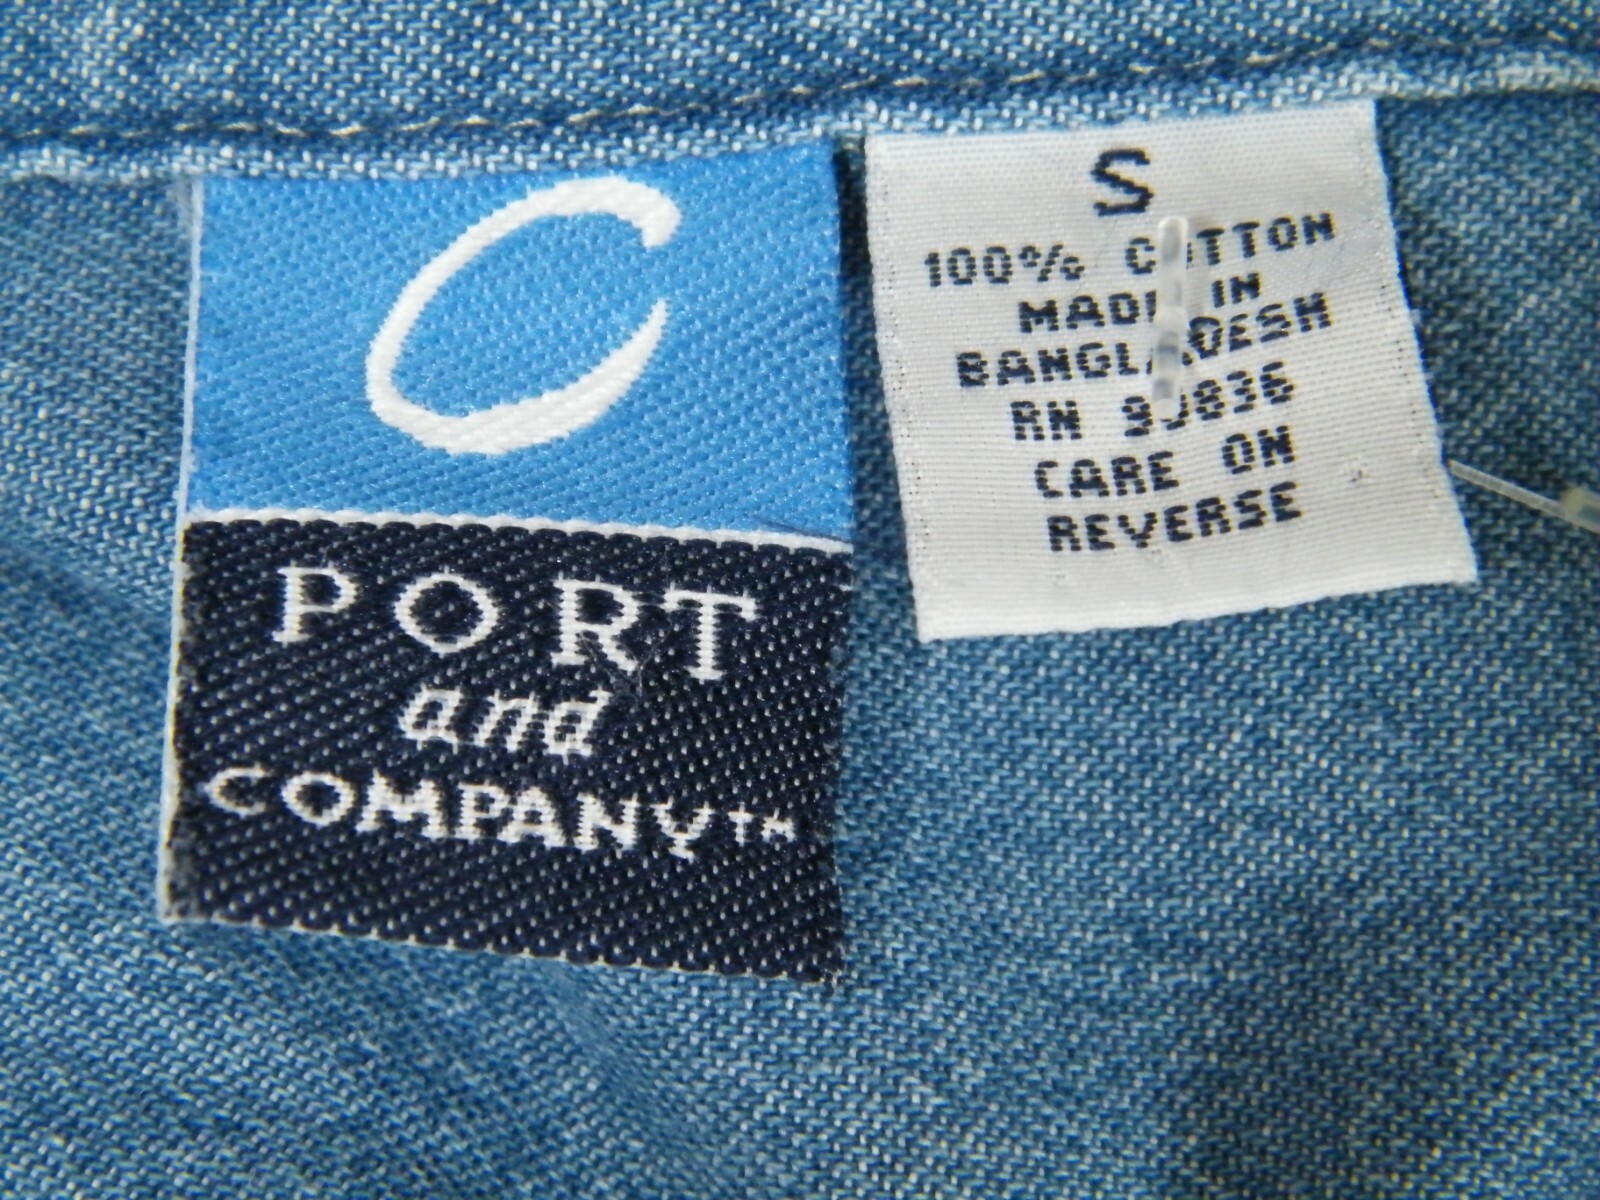 C
PORT
and
COMPANY™
S
100% COTTON
MADE IN
BANGLADESH
RN
CARE ON
REVERSE